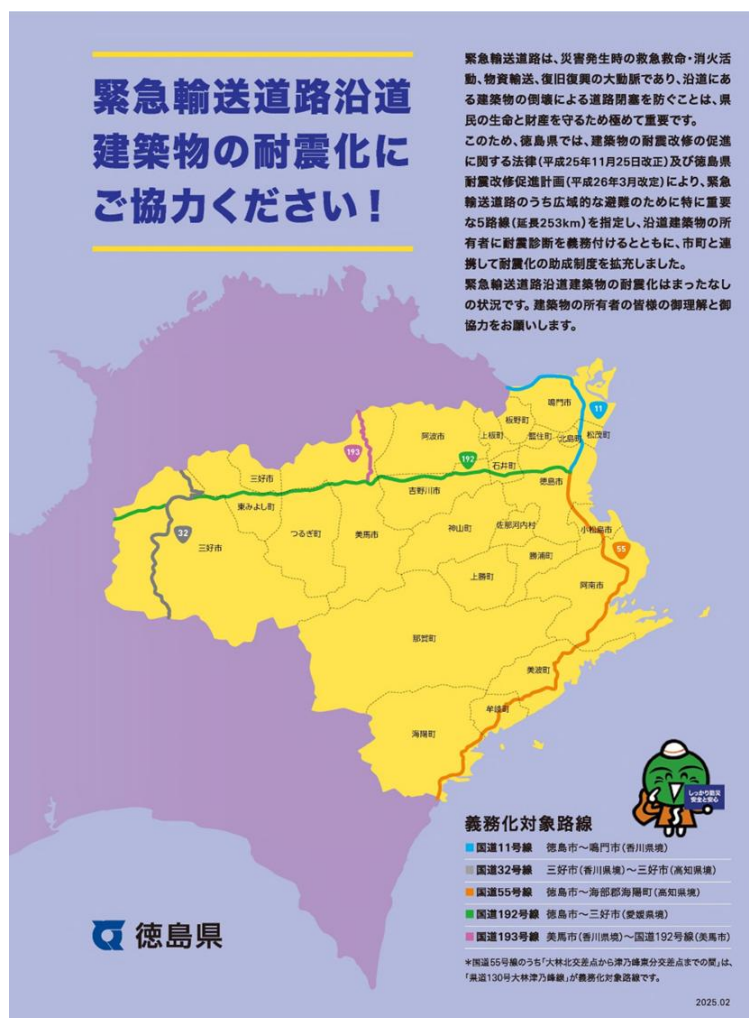 緊急輸送道路沿道
建築物の耐震化に
ご協力ください！
緊急輸送道路は、災害発生時の救急救命・消火活
動、物資輸送、復旧復興の大動脈であり、沿道にあ
る建築物の倒壊による道路閉塞を防ぐことは、県
民の生命と財産を守るため極めて重要です。
このため、徳島県では、建築物の耐震改修の促進
に関する法律(平成25年11月25日改正)及び徳島県
耐震改修促進計画(平成26年3月改定)により、緊急
輸送道路のうち広域的な避難のために特に重要
な5路線(延長253km)を指定し、沿道建築物の所
有者に耐震診断を義務付けるとともに、市町と連
携して耐震化の助成制度を拡充しました。
緊急輸送道路沿道建築物の耐震化はまったなし
の状況です。建築物の所有者の皆様の御理解と御
協力をお願いします。
鳴門市
11
板野町
松茂町
阿波市
上板町
藍住町
北島町
193
192
石井町
三好市
徳島市
吉野川市
東みよし町
32
三好市
つるぎ町
美馬市
神山町
佐那河内村
小松島市
55
勝浦町
上勝町
阿南市
那賀町
美波町
牟岐町
海陽町
しっかり防災
安全と安心
義務化対象路線
国道11号線 徳島市～鳴門市(香川県境)
国道32号線 三好市(香川県境)～三好市(高知県境)
国道55号線 徳島市～海部郡海陽町(高知県境)
国道192号線 徳島市～三好市(愛媛県境)
国道193号線 美馬市(香川県境)～国道192号線(美馬市)
＊国道55号線のうち「大林北交差点から津乃峰東分交差点までの間」は、
「県道130号大林津乃峰線」が義務化対象路線です。
徳島県
2025.02